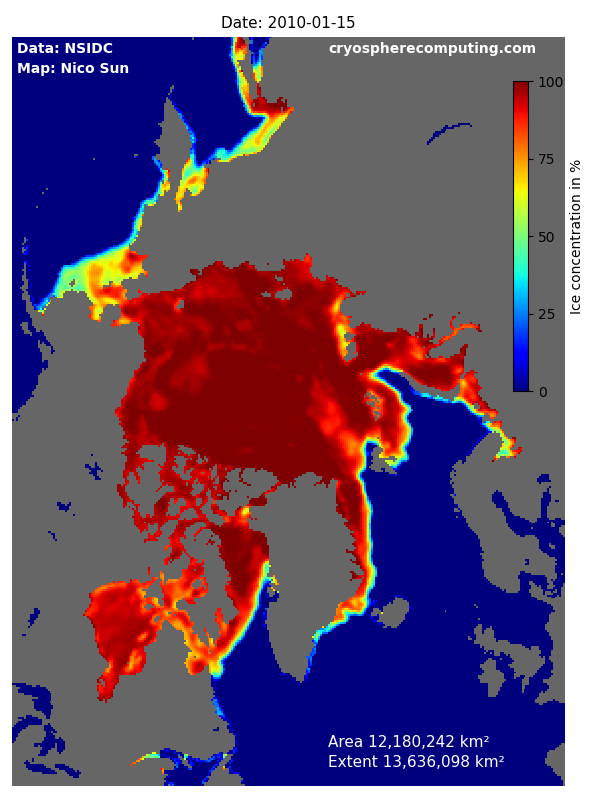 Date: 2010-01-15
Data: NSIDC
Map: Nico Sun
cryospherecomputing.com
100
75
50
25
0
Ice concentration in %
Area 12,180,242 km²
Extent 13,636,098 km²